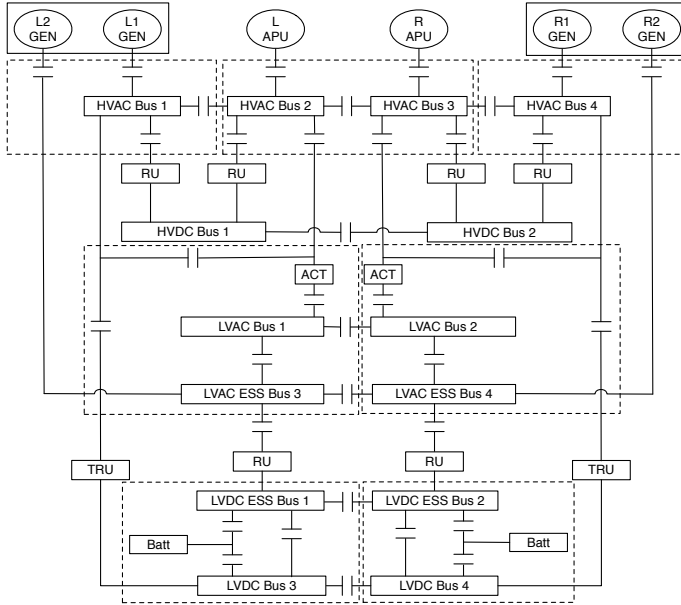 L2 GEN
L1 GEN
L APU
R APU
R1 GEN
R2 GEN
HVAC Bus 1
HVAC Bus 2
HVAC Bus 3
HVAC Bus 4
RU
RU
RU
RU
HVDC Bus 1
HVDC Bus 2
ACT
ACT
LVAC Bus 1
LVAC Bus 2
LVAC ESS Bus 3
LVAC ESS Bus 4
TRU
RU
RU
TRU
LVDC ESS Bus 1
LVDC ESS Bus 2
Batt
Batt
LVDC Bus 3
LVDC Bus 4